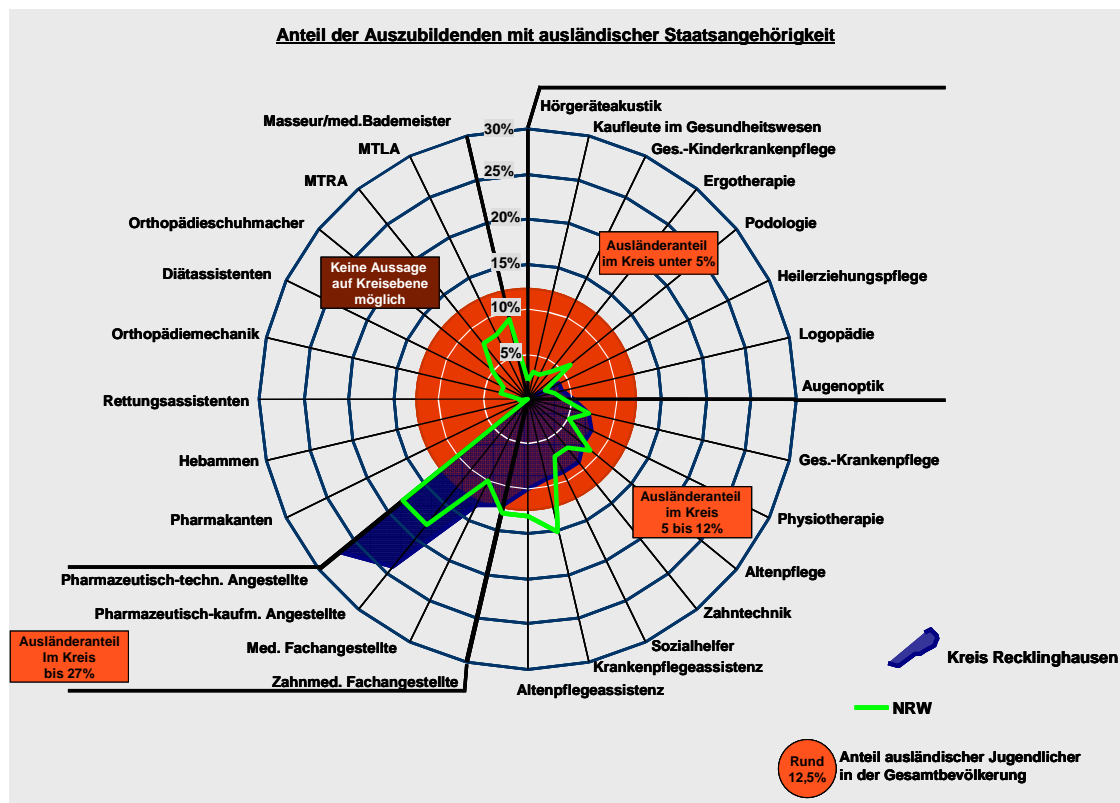 Anteil der Auszubildenden mit ausländischer Staatsangehörigkeit
Hörgeräteakustik
Kaufleute im Gesundheitswesen
Ges.-Kinderkrankenpflege
Ergotherapie
Podologie
Heilerziehungspflege
Logopädie
Augenoptik
Ges.-Krankenpflege
Physiotherapie
Altenpflege
Zahntechnik
Sozialhelfer
Krankenpflegeassistenz
Altenpflegeassistenz
Zahnmed. Fachangestellte
Med. Fachangestellte
Pharmazeutisch-kaufm. Angestellte
Pharmazeutisch-techn. Angestellte
Pharmakanten
Hebammen
Rettungsassistenten
Orthopädiemechanik
Diätassistenten
Orthopädieschuhmacher
MTRA
MTLA
Masseur/med.Bademeister
30%
25%
20%
15%
10%
5%
Ausländeranteil
im Kreis unter 5%
Keine Aussage
auf Kreisebene
möglich
Ausländeranteil
im Kreis
5 bis 12%
Ausländeranteil
Im Kreis
bis 27%
Kreis Recklinghausen
NRW
Rund
12,5%
Anteil ausländischer Jugendlicher
in der Gesamtbevölkerung